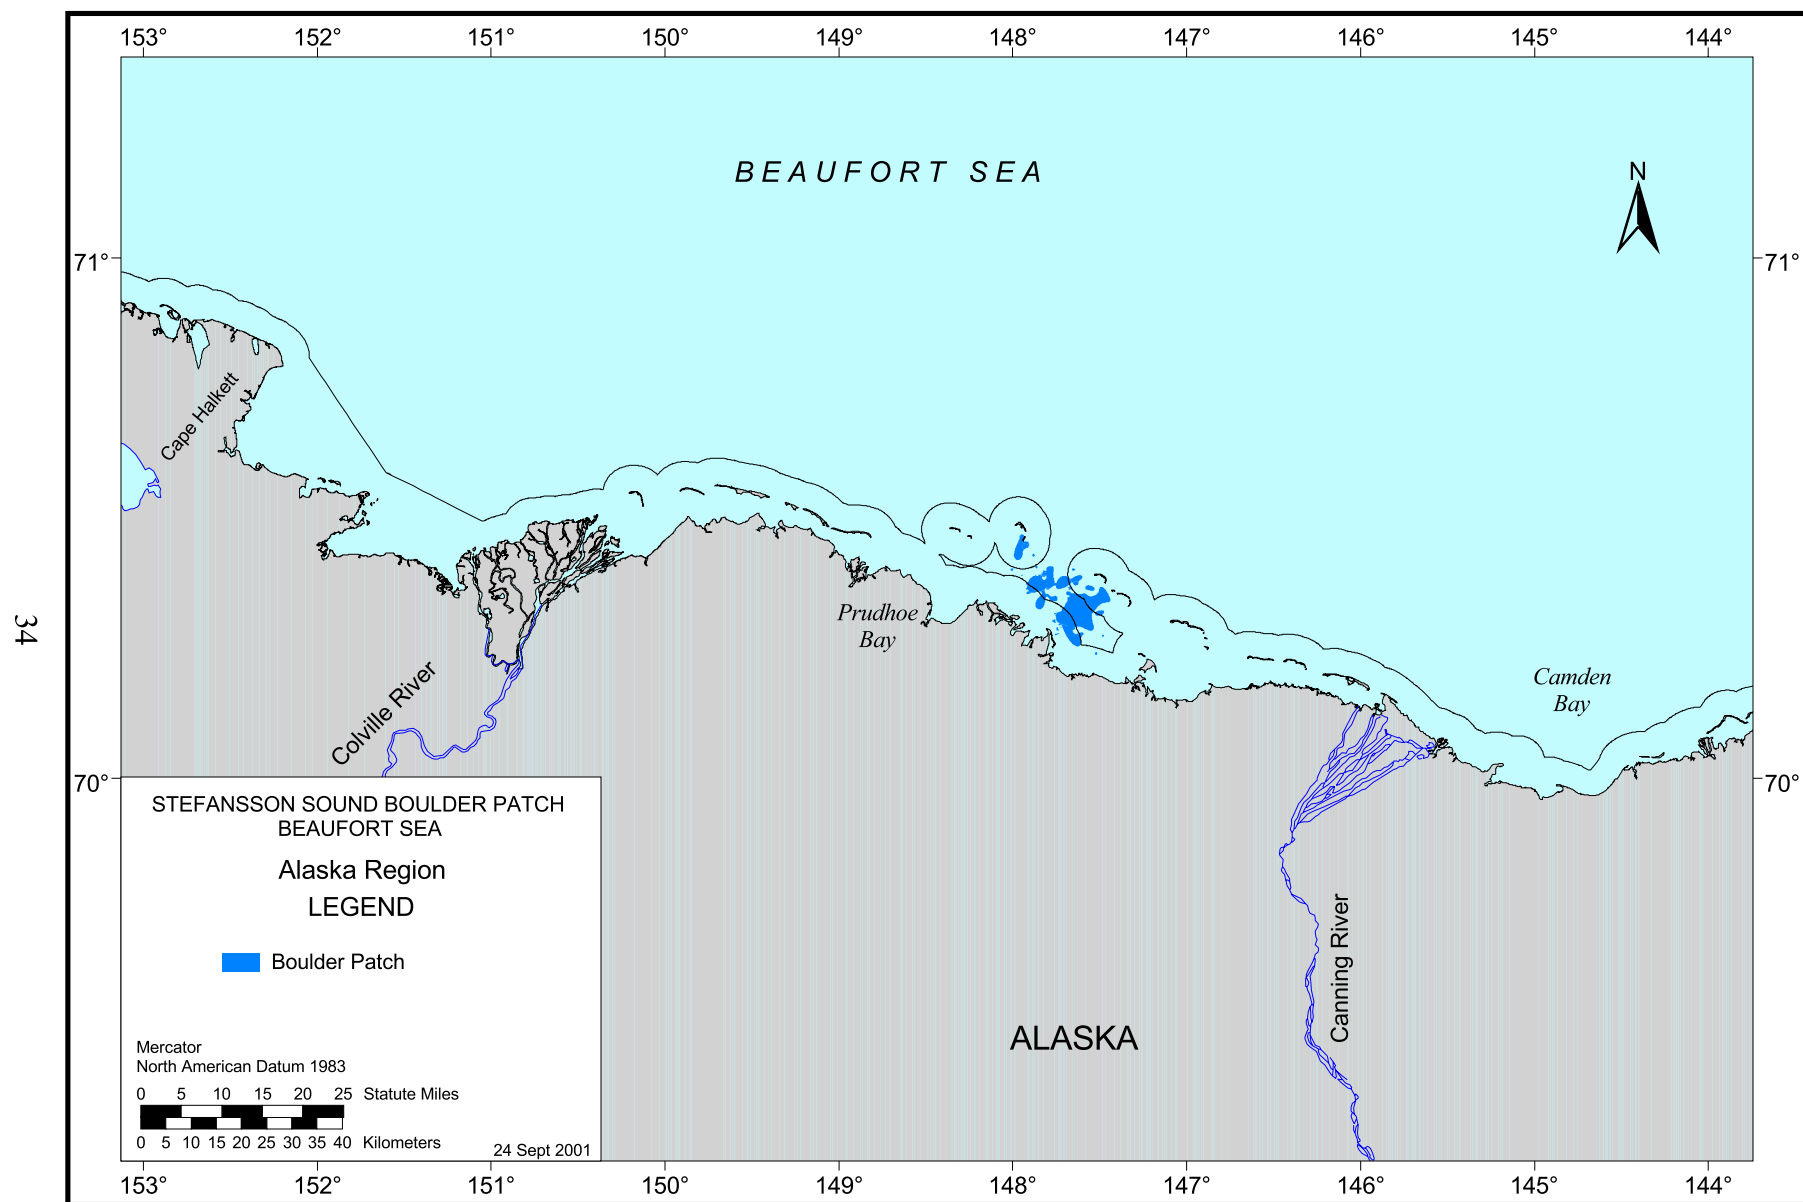 153° 152° 151° 150° 149° 148° 147° 146° 145° 144°
BEAUFORT SEA
N
71° 71°
Cape Halkett
34
Prudhoe
Bay
Colville River
Camden
Bay
70° 70°
STEFANSSON SOUND BOULDER PATCH
BEAUFORT SEA
Alaska Region
LEGEND
Boulder Patch
Canning River
ALASKA
Mercator
North American Datum 1983
0 5 10 15 20 25 Statute Miles
0 5 10 15 20 25 30 35 40 Kilometers
24 Sept 2001
153° 152° 151° 150° 149° 148° 147° 146° 145° 144°